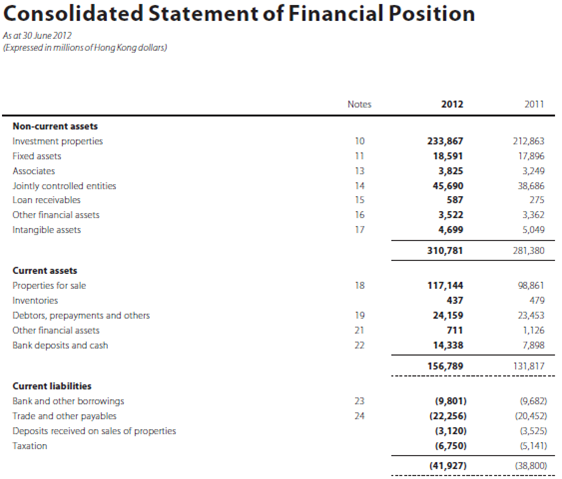 Consolidated Statement of Financial Position
As at 30 June 2012
(Expressed in millions of Hong Kong dollars)
Notes 2012 2011
Non-current assets
Investment properties 10 233,867 212,863
Fixed assets 11 18,591 17,896
Associates 13 3,825 3,249
Jointly controlled entities 14 45,690 38,686
Loan receivables 15 587 275
Other financial assets 16 3,522 3,362
Intangible assets 17 4,699 5,049
310,781 281,380
Current assets
Properties for sale 18 117,144 98,861
Inventories 437 479
Debtors, prepayments and others 19 24,159 23,453
Other financial assets 21 711 1,126
Bank deposits and cash 22 14,338 7,898
156,789 131,817
Current liabilities
Bank and other borrowings 23 (9,801) (9,682)
Trade and other payables 24 (22,256) (20,452)
Deposits received on sales of properties (3,120) (3,525)
Taxation (6,750) (5,141)
(41,927) (38,800)